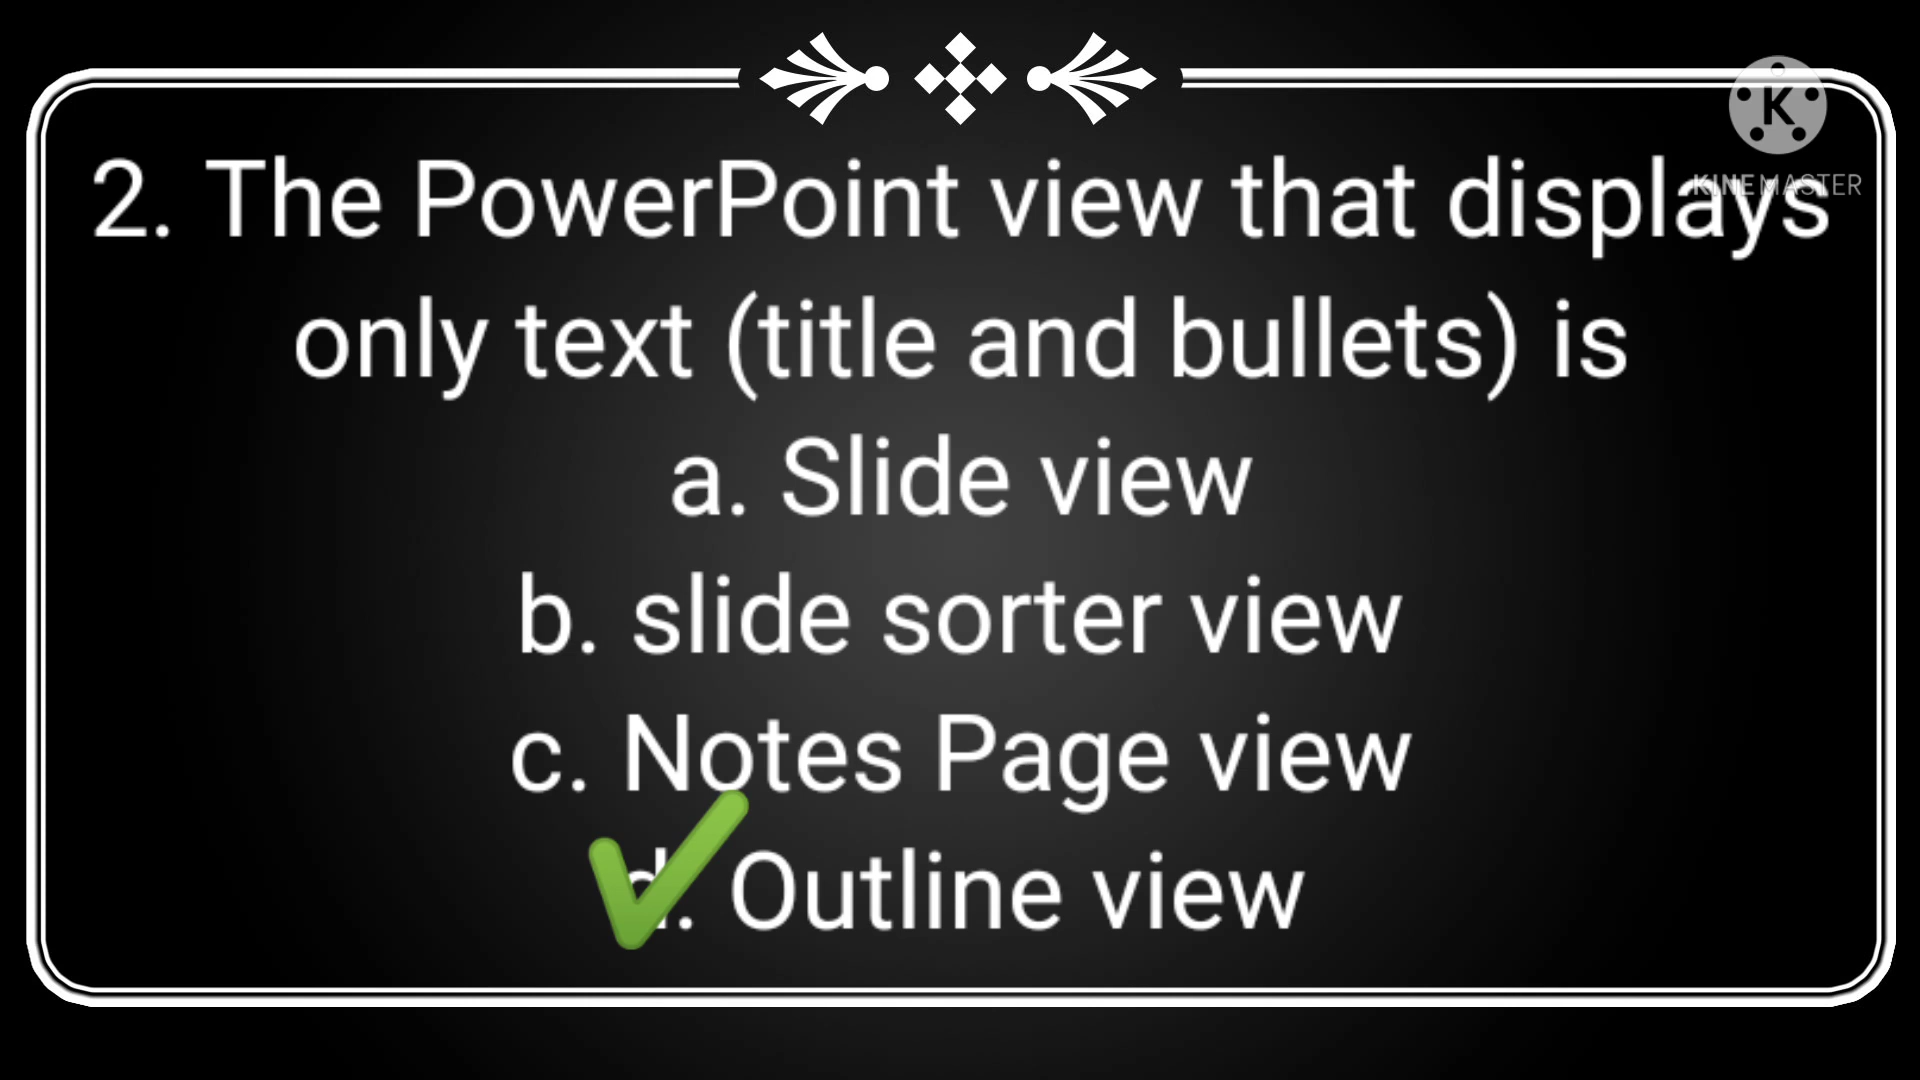 K
KINEMASTER
2. The PowerPoint view that displays
only text (title and bullets) is
a. Slide view
b. slide sorter view
c. Notes Page view
d. Outline view